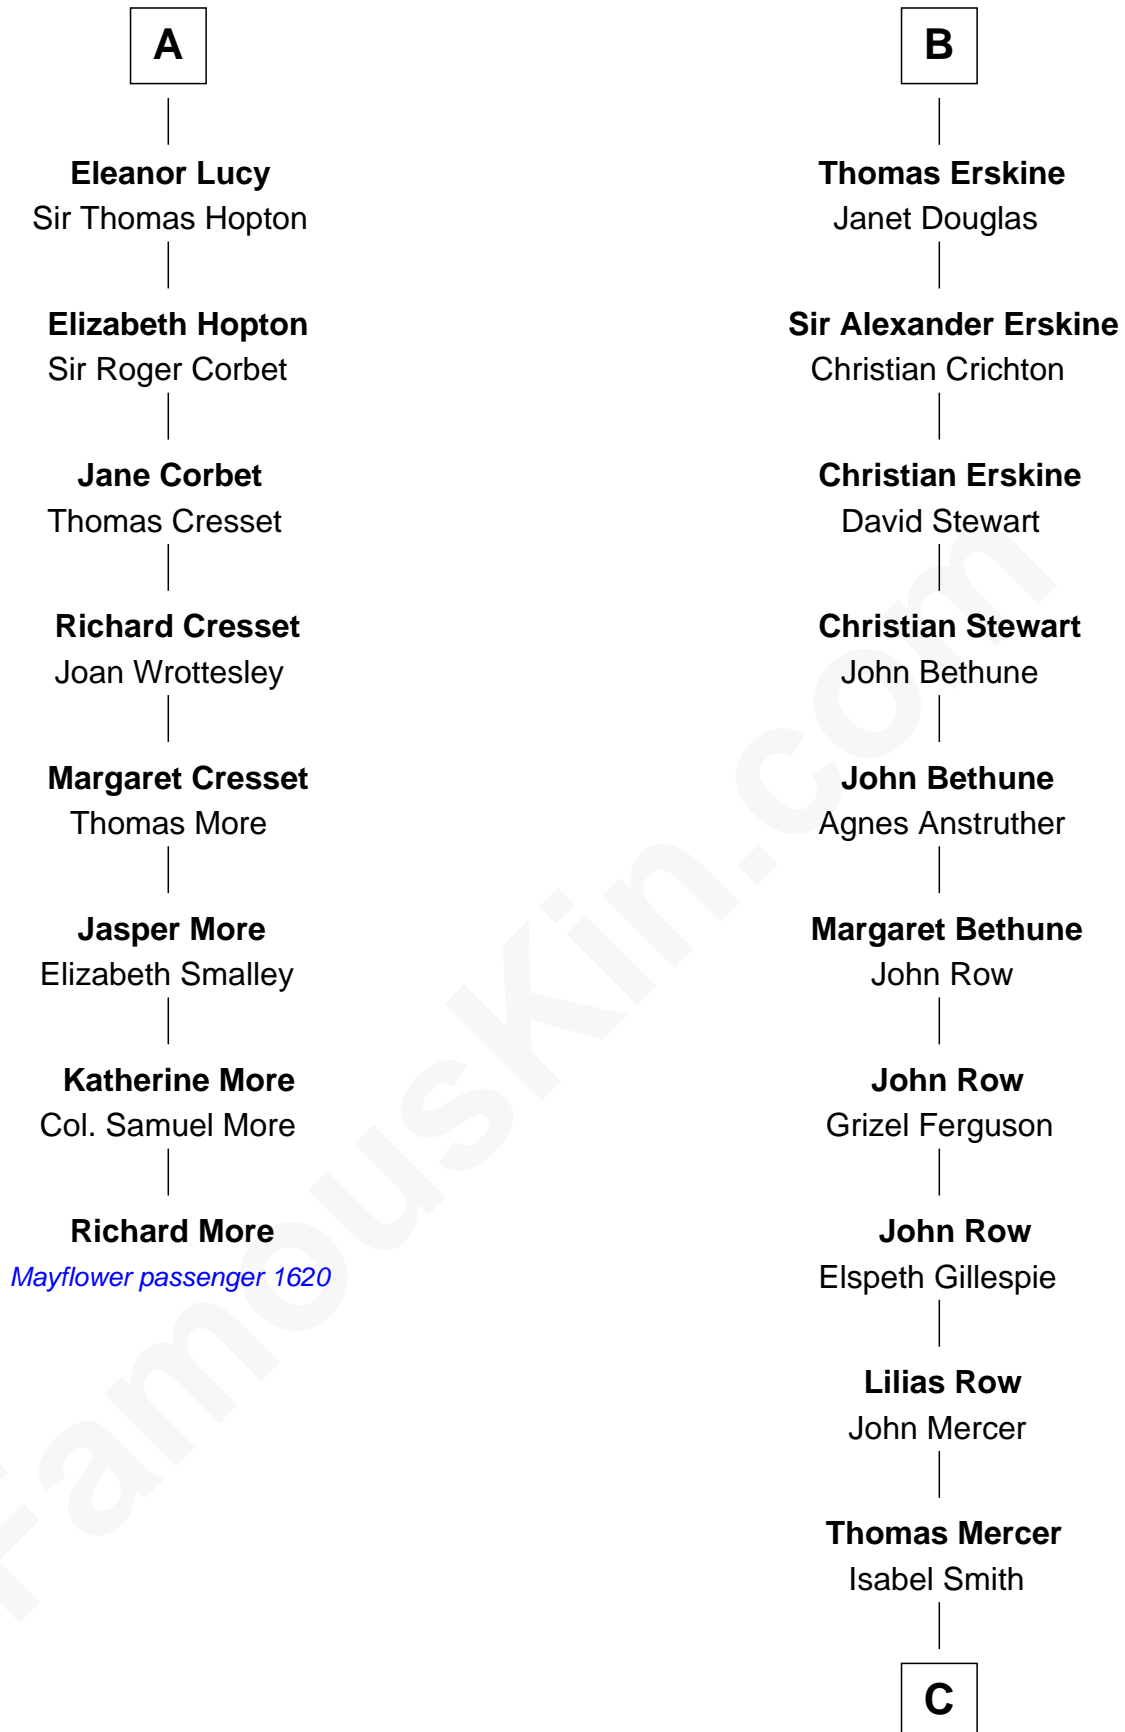 A
Eleanor Lucy
Sir Thomas Hopton
Elizabeth Hopton
Sir Roger Corbet
Jane Corbet
Thomas Cresset
Richard Cresset
Joan Wrottesley
Margaret Cresset
Thomas More
Jasper More
Elizabeth Smalley
Katherine More
Col. Samuel More
Richard More
Mayflower passenger 1620
B
Thomas Erskine
Janet Douglas
Sir Alexander Erskine
Christian Crichton
Christian Erskine
David Stewart
Christian Stewart
John Bethune
John Bethune
Agnes Anstruther
Margaret Bethune
John Row
John Row
Grizel Ferguson
John Row
Elspeth Gillespie
Lilias Row
John Mercer
Thomas Mercer
Isabel Smith
C
FamousKin.com